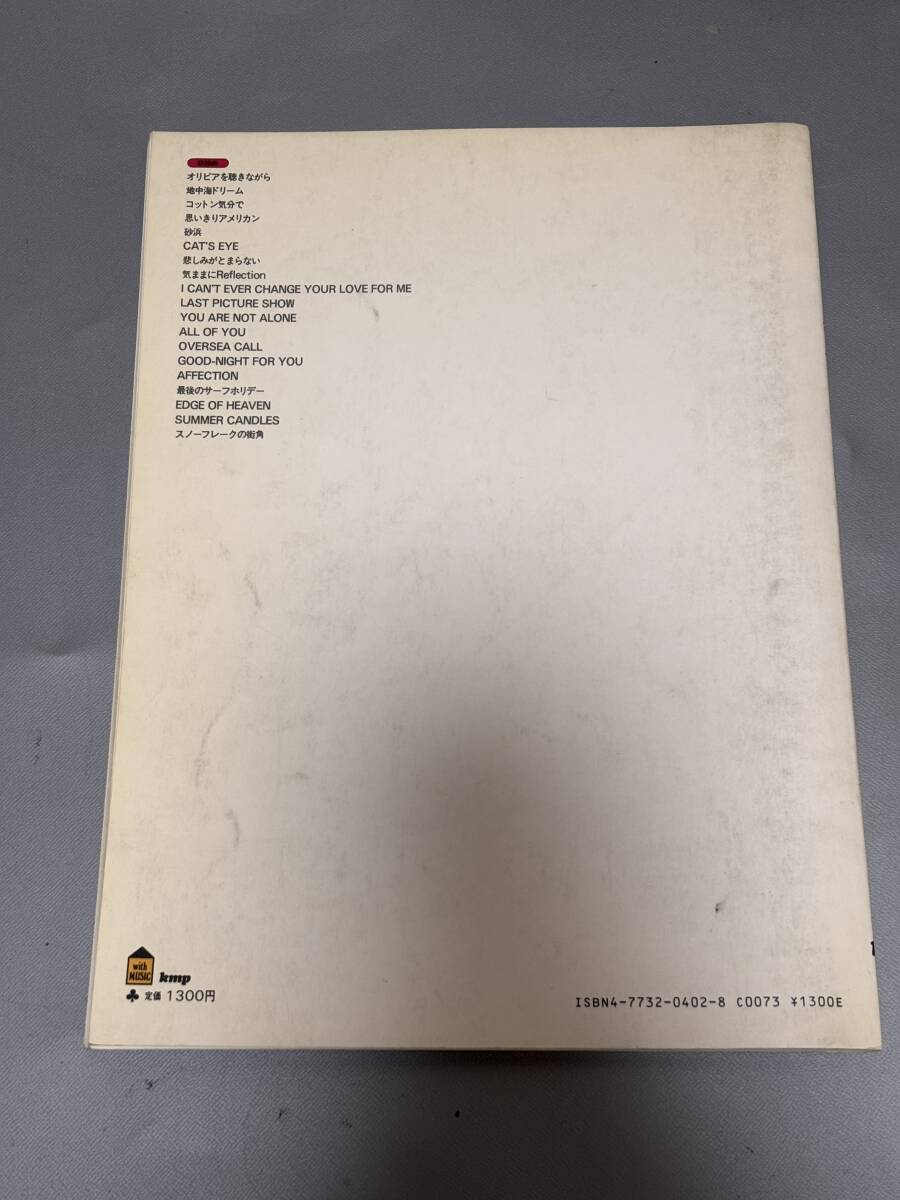 収録曲
オリビアを聴きながら
地中海ドリーム
コットン気分で
思いきりアメリカン
砂浜
CAT'S EYE
悲しみがとまらない
気ままにReflection
I CAN'T EVER CHANGE YOUR LOVE FOR ME
LAST PICTURE SHOW
YOU ARE NOT ALONE
ALL OF YOU
OVERSEA CALL
GOOD-NIGHT FOR YOU
AFFECTION
最後のサーフホリデー
EDGE OF HEAVEN
SUMMER CANDLES
スノーフレークの街角
with
MUSIC
kmp
♣ 定価 1300円
ISBN4-7732-0402-8 C0073 ¥1300E